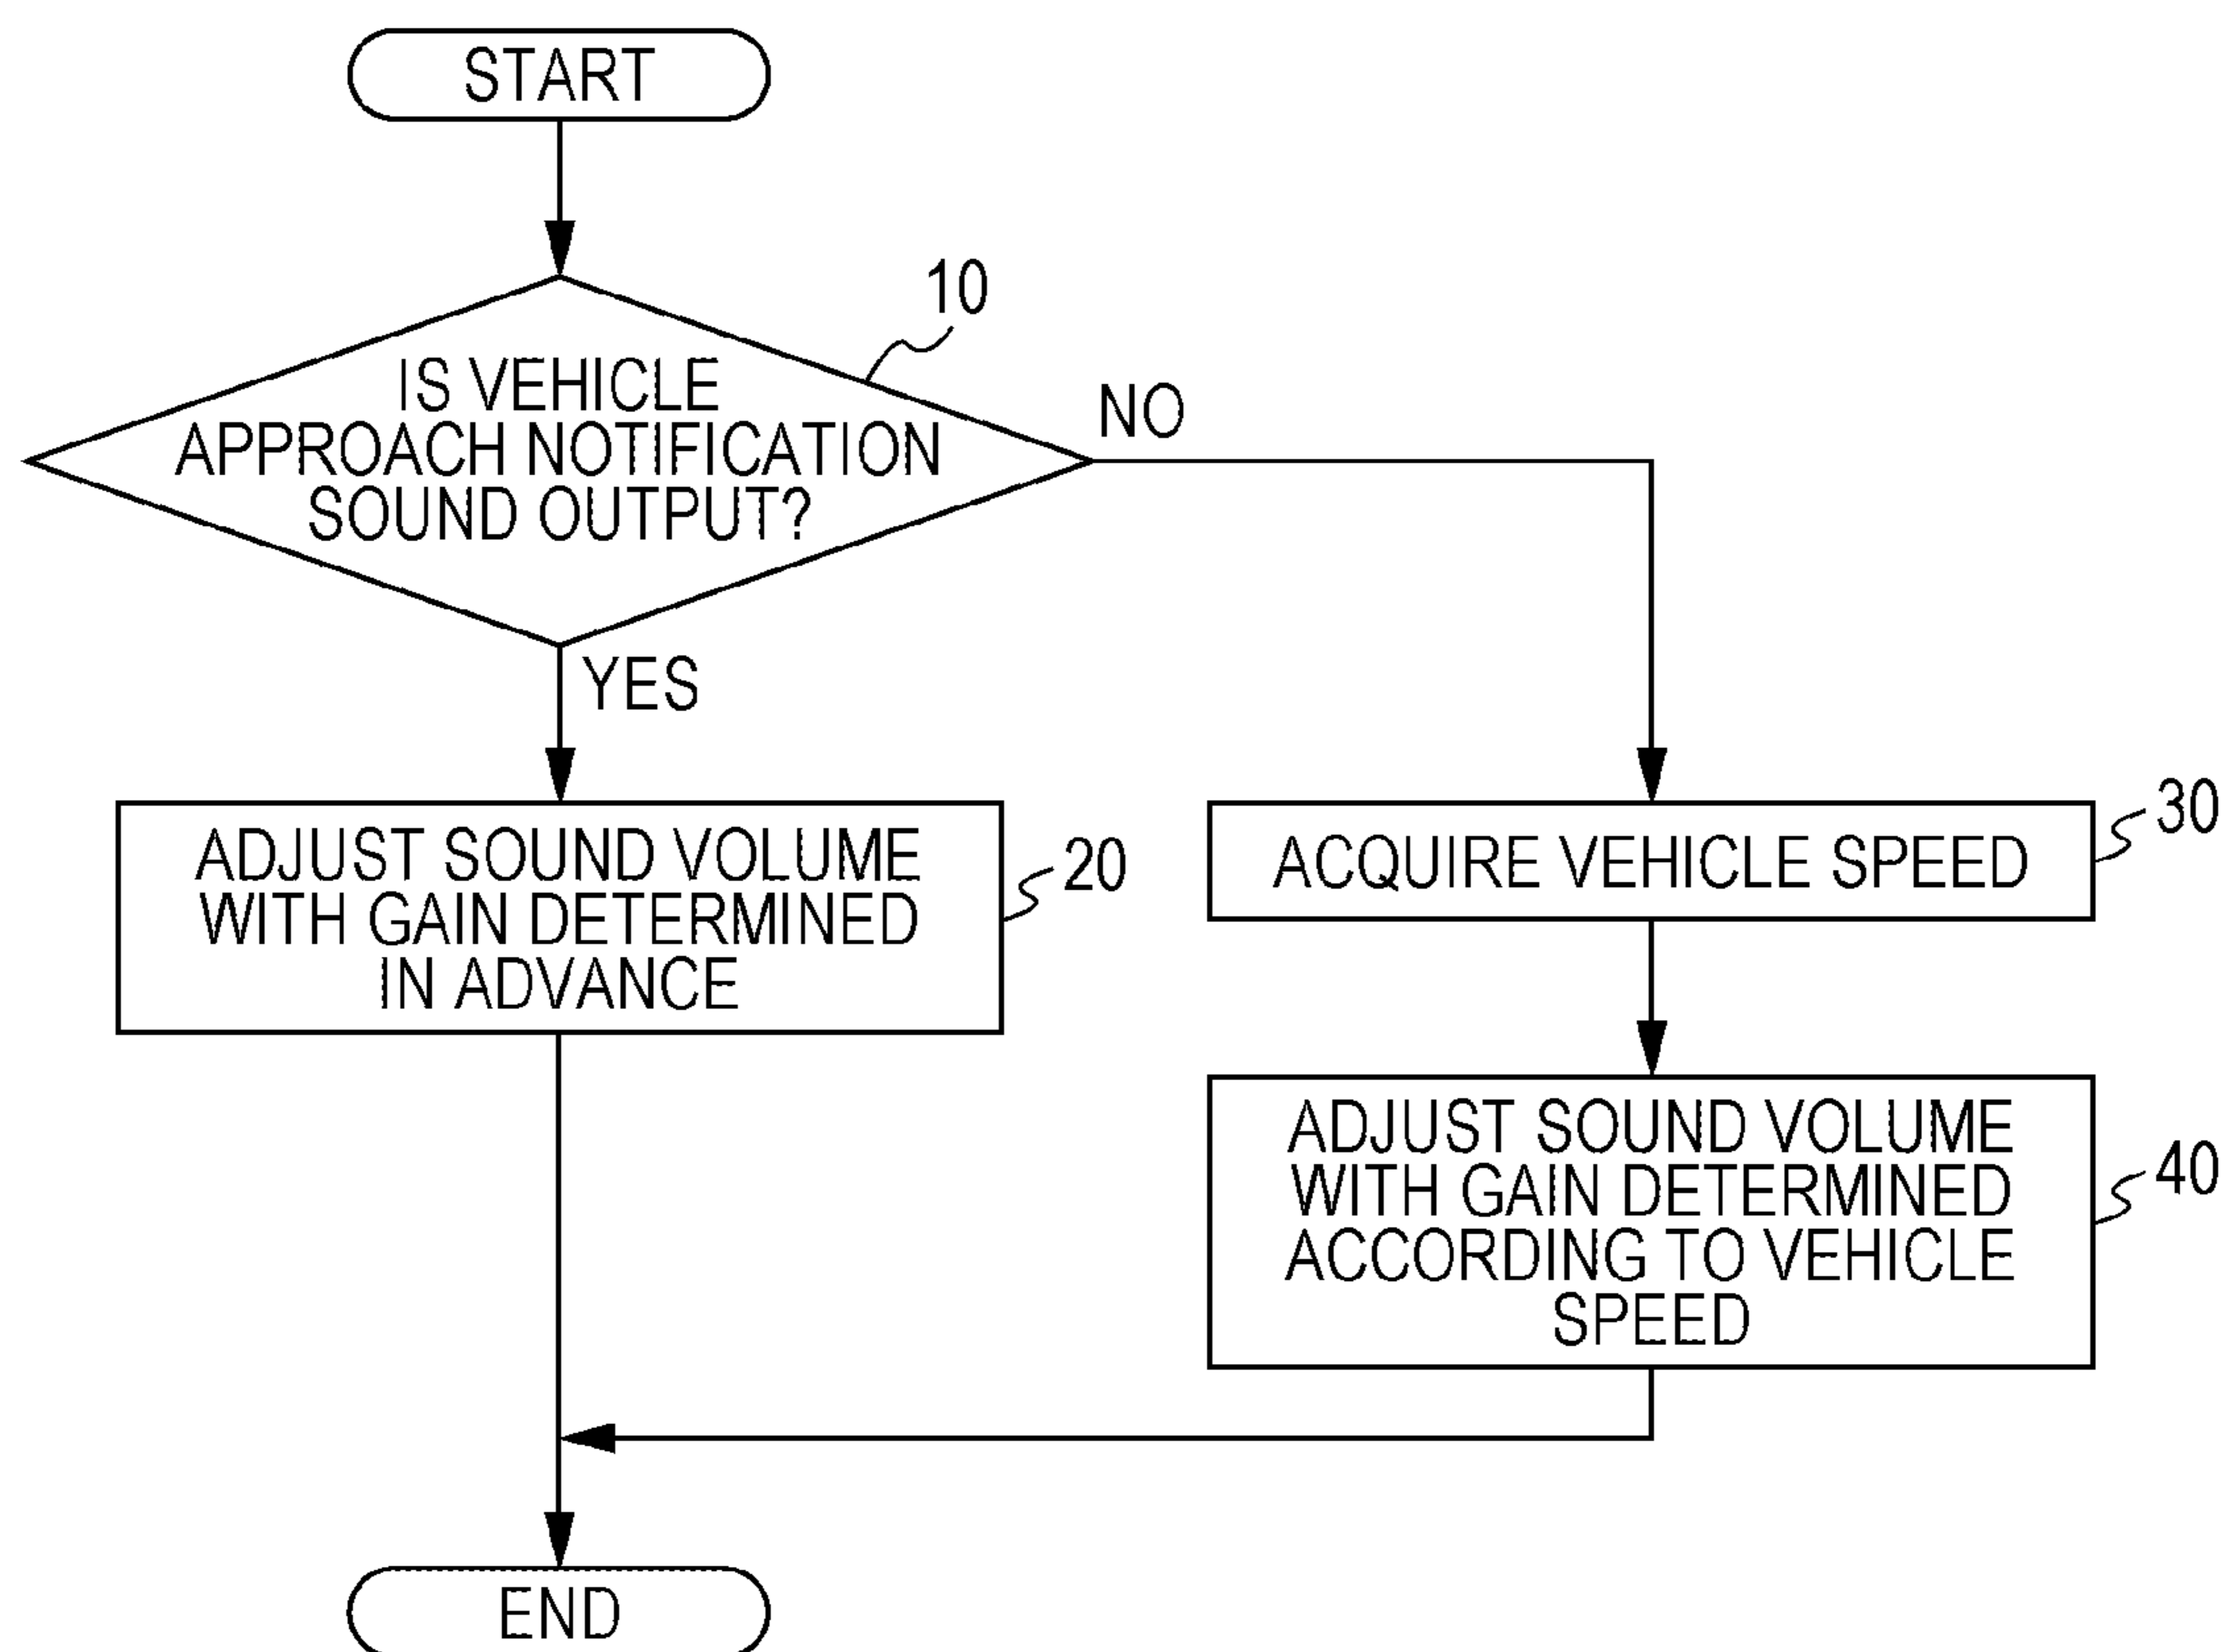 START
10
IS VEHICLE
APPROACH NOTIFICATION
SOUND OUTPUT?
NO
YES
ADJUST SOUND VOLUME
WITH GAIN DETERMINED
IN ADVANCE
20
ACQUIRE VEHICLE SPEED
30
ADJUST SOUND VOLUME
WITH GAIN DETERMINED
ACCORDING TO VEHICLE
SPEED
40
END